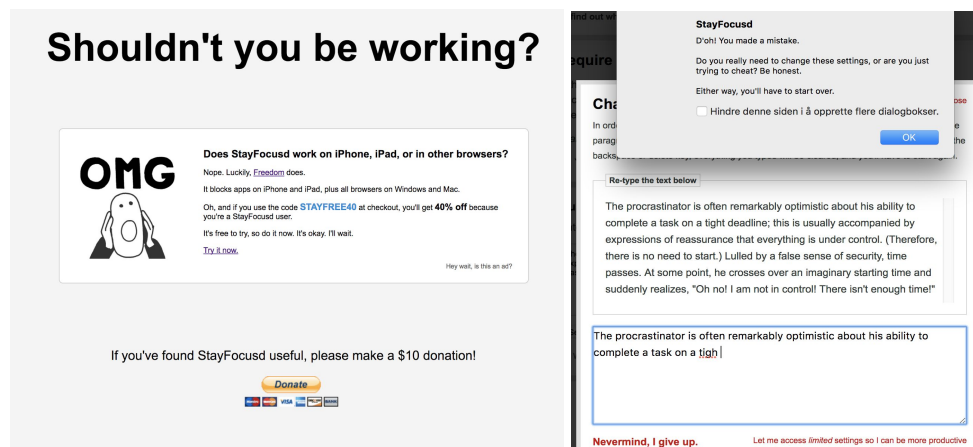 Shouldn't you be working?
OMG
Does StayFocusd work on iPhone, iPad, or in other browsers?
Nope. Luckily, Freedom does.
It blocks apps on iPhone and iPad, plus all browsers on Windows and Mac.
Oh, and if you use the code STAYFREE40 at checkout, you'll get 40% off because
you're a StayFocusd user.
It's free to try, so do it now. It's okay. I'll wait.
Try it now.
Hey wait, is this an ad?
If you've found StayFocusd useful, please make a $10 donation!
Donate
VISA
StayFocusd
D'oh! You made a mistake.
Do you really need to change these settings, or are you just
trying to cheat? Be honest.
Either way, you'll have to start over.
Hindre denne siden i å opprette flere dialogbokser.
OK
Re-type the text below
The procrastinator is often remarkably optimistic about his ability to
complete a task on a tight deadline; this is usually accompanied by
expressions of reassurance that everything is under control. (Therefore,
there is no need to start.) Lulled by a false sense of security, time
passes. At some point, he crosses over an imaginary starting time and
suddenly realizes, "Oh no! I am not in control! There isn't enough time!"
The procrastinator is often remarkably optimistic about his ability to
complete a task on a tigh
Nevermind, I give up.
Let me access limited settings so I can be more productive